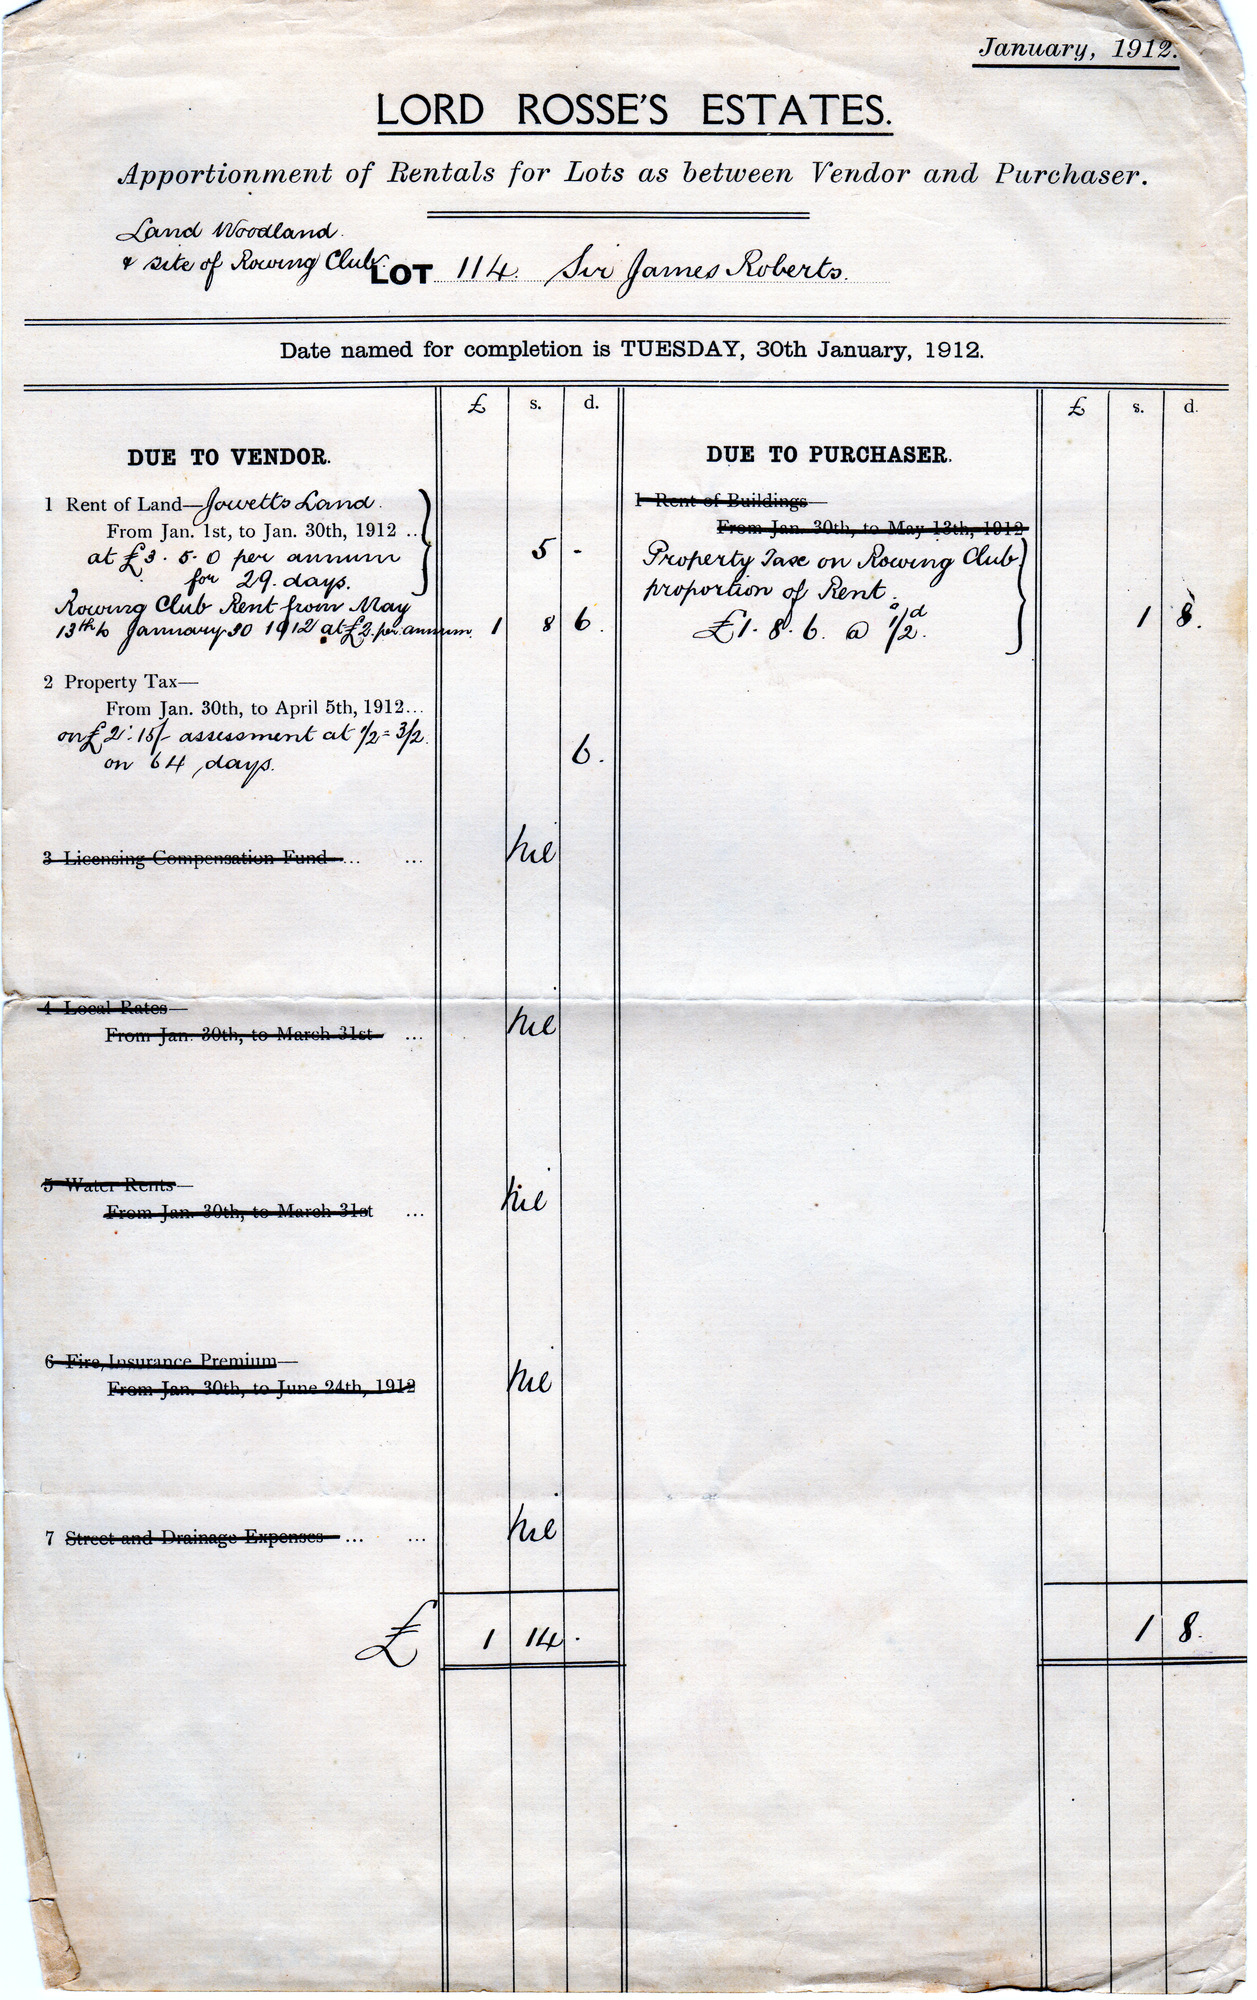 January, 1912.
LORD ROSSE'S ESTATES.
Apportionment of Rentals for Lots as between Vendor and Purchaser.
Land Woodland
& site of Rowing Club. LOT 114. Sir James Roberts.
Date named for completion is TUESDAY, 30th January, 1912.
£ s. d. £ s. d.
DUE TO VENDOR.
1 Rent of Land—Jowetts Land.
From Jan. 1st, to Jan. 30th, 1912 ..
at £3. 5. 0 per annum 5 -
for 29. days.
Rowing Club Rent from May
13th to January 30 1912 at £2. per annum. 1 8 6.
2 Property Tax—
From Jan. 30th, to April 5th, 1912...
on £2: 15/- assessment at 1/2 = 3/2.
on 64 days. 6.
3 Licensing Compensation Fund ... ... nil
4 Local Rates—
From Jan. 30th, to March 31st ... nil
5 Water Rents—
From Jan. 30th, to March 31st ... nil
6 Fire Insurance Premium—
From Jan. 30th, to June 24th, 1912 nil
7 Street and Drainage Expenses ... ... nil
£ 1 14 .
DUE TO PURCHASER.
1 Rent of Buildings—
From Jan. 30th, to May 13th, 1912
Property Tax on Rowing Club
proportion of Rent.
£1. 8. 6. @ 1/2d. 1 8.
1 8.